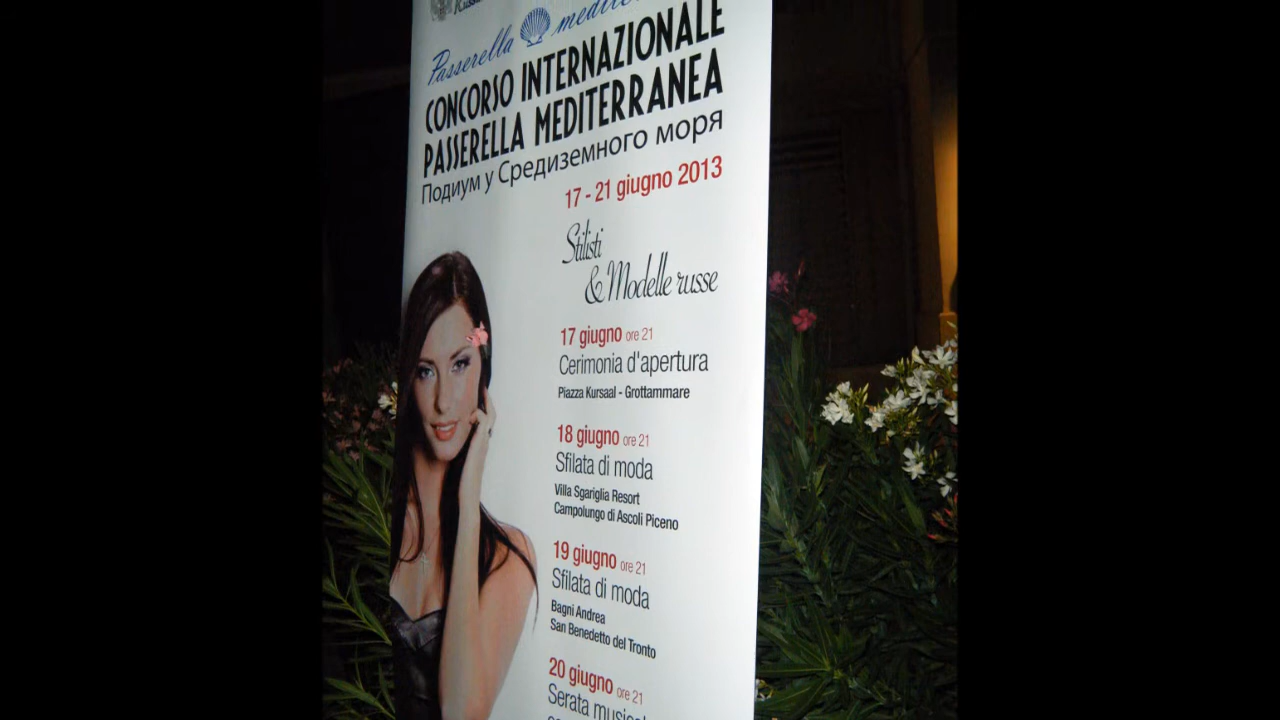 Passerella
CONCORSO INTERNAZIONALE
PASSERELLA MEDITERRANEA
Подиум у Средиземного моря
17 - 21 giugno 2013
Stilisti
& Modelle russe
17 giugno ore 21
Cerimonia d'apertura
Piazza Kursaal - Grottammare
18 giugno ore 21
Sfilata di moda
Villa Sgariglia Resort
Campolungo di Ascoli Piceno
19 giugno ore 21
Sfilata di moda
Bagni Andrea
San Benedetto del Tronto
20 giugno ore 21
Serata